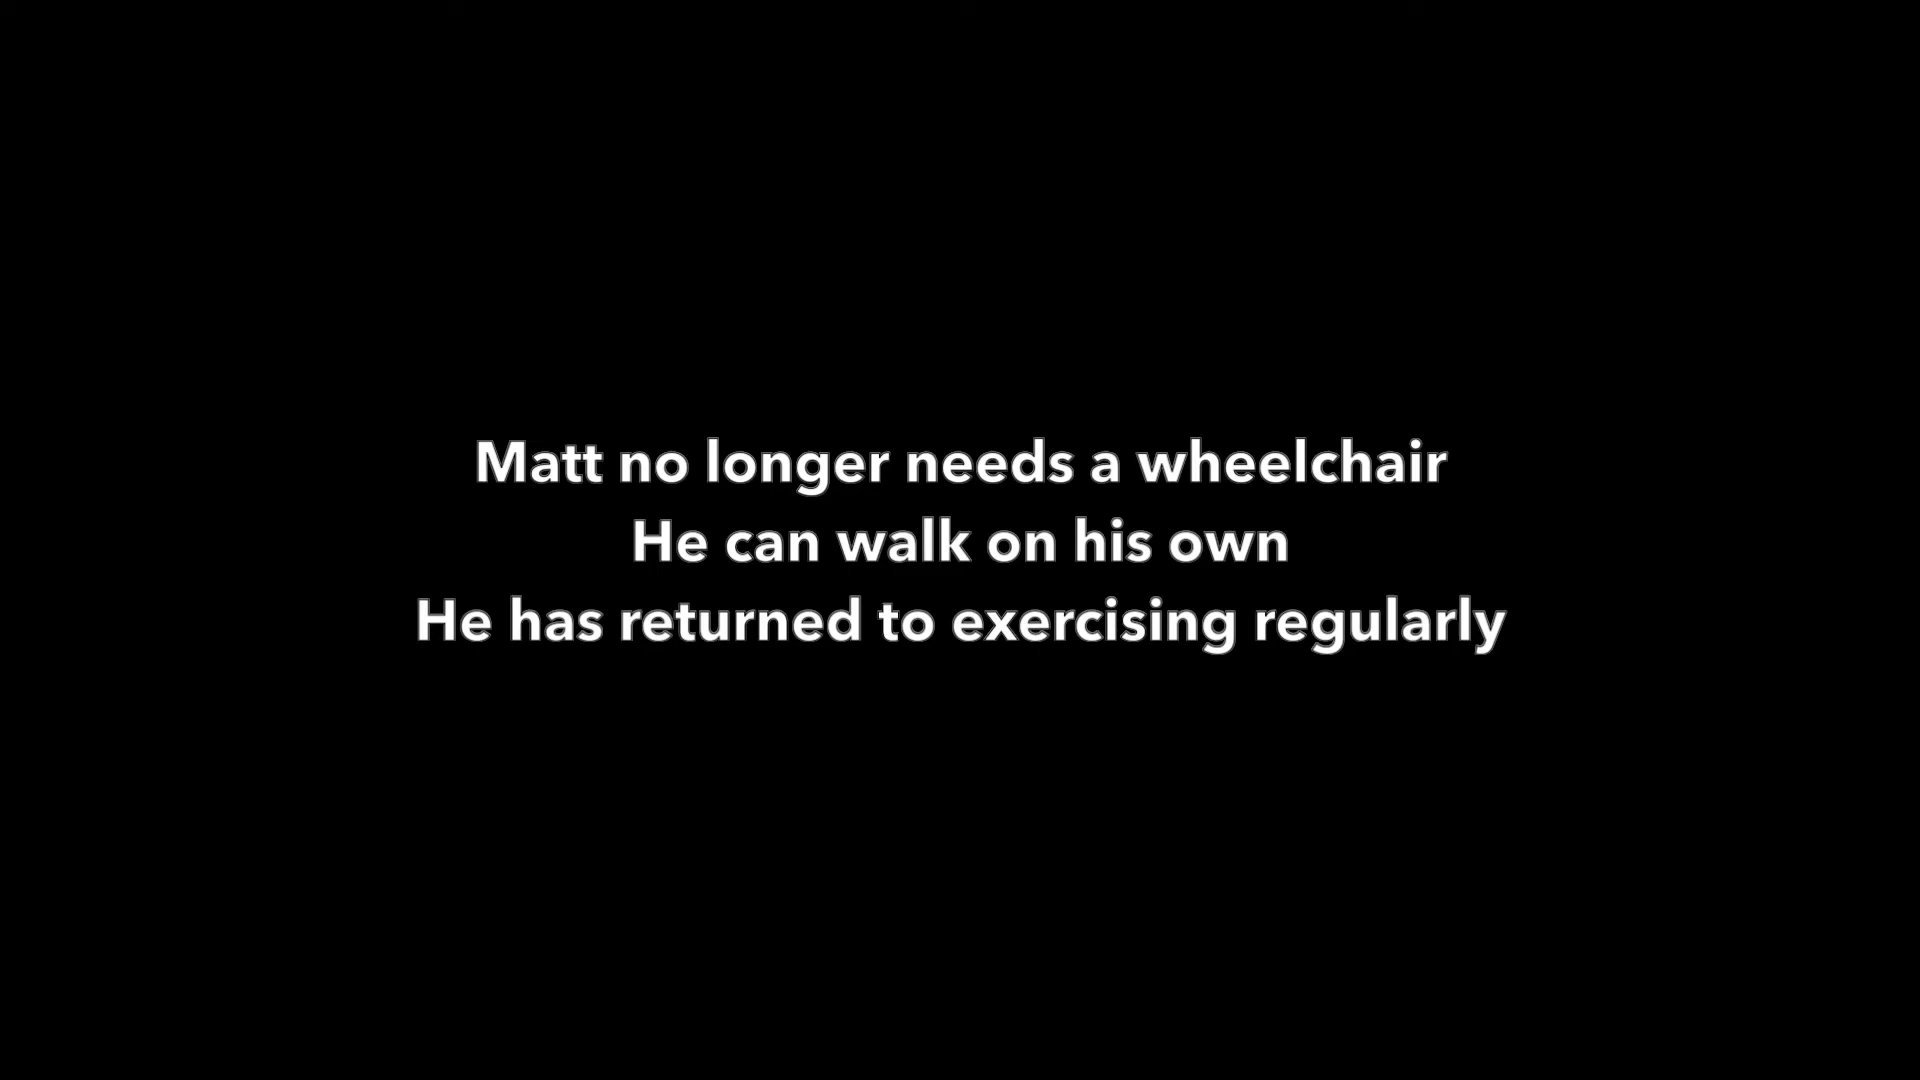 Matt no longer needs a wheelchair
He can walk on his own
He has returned to exercising regularly